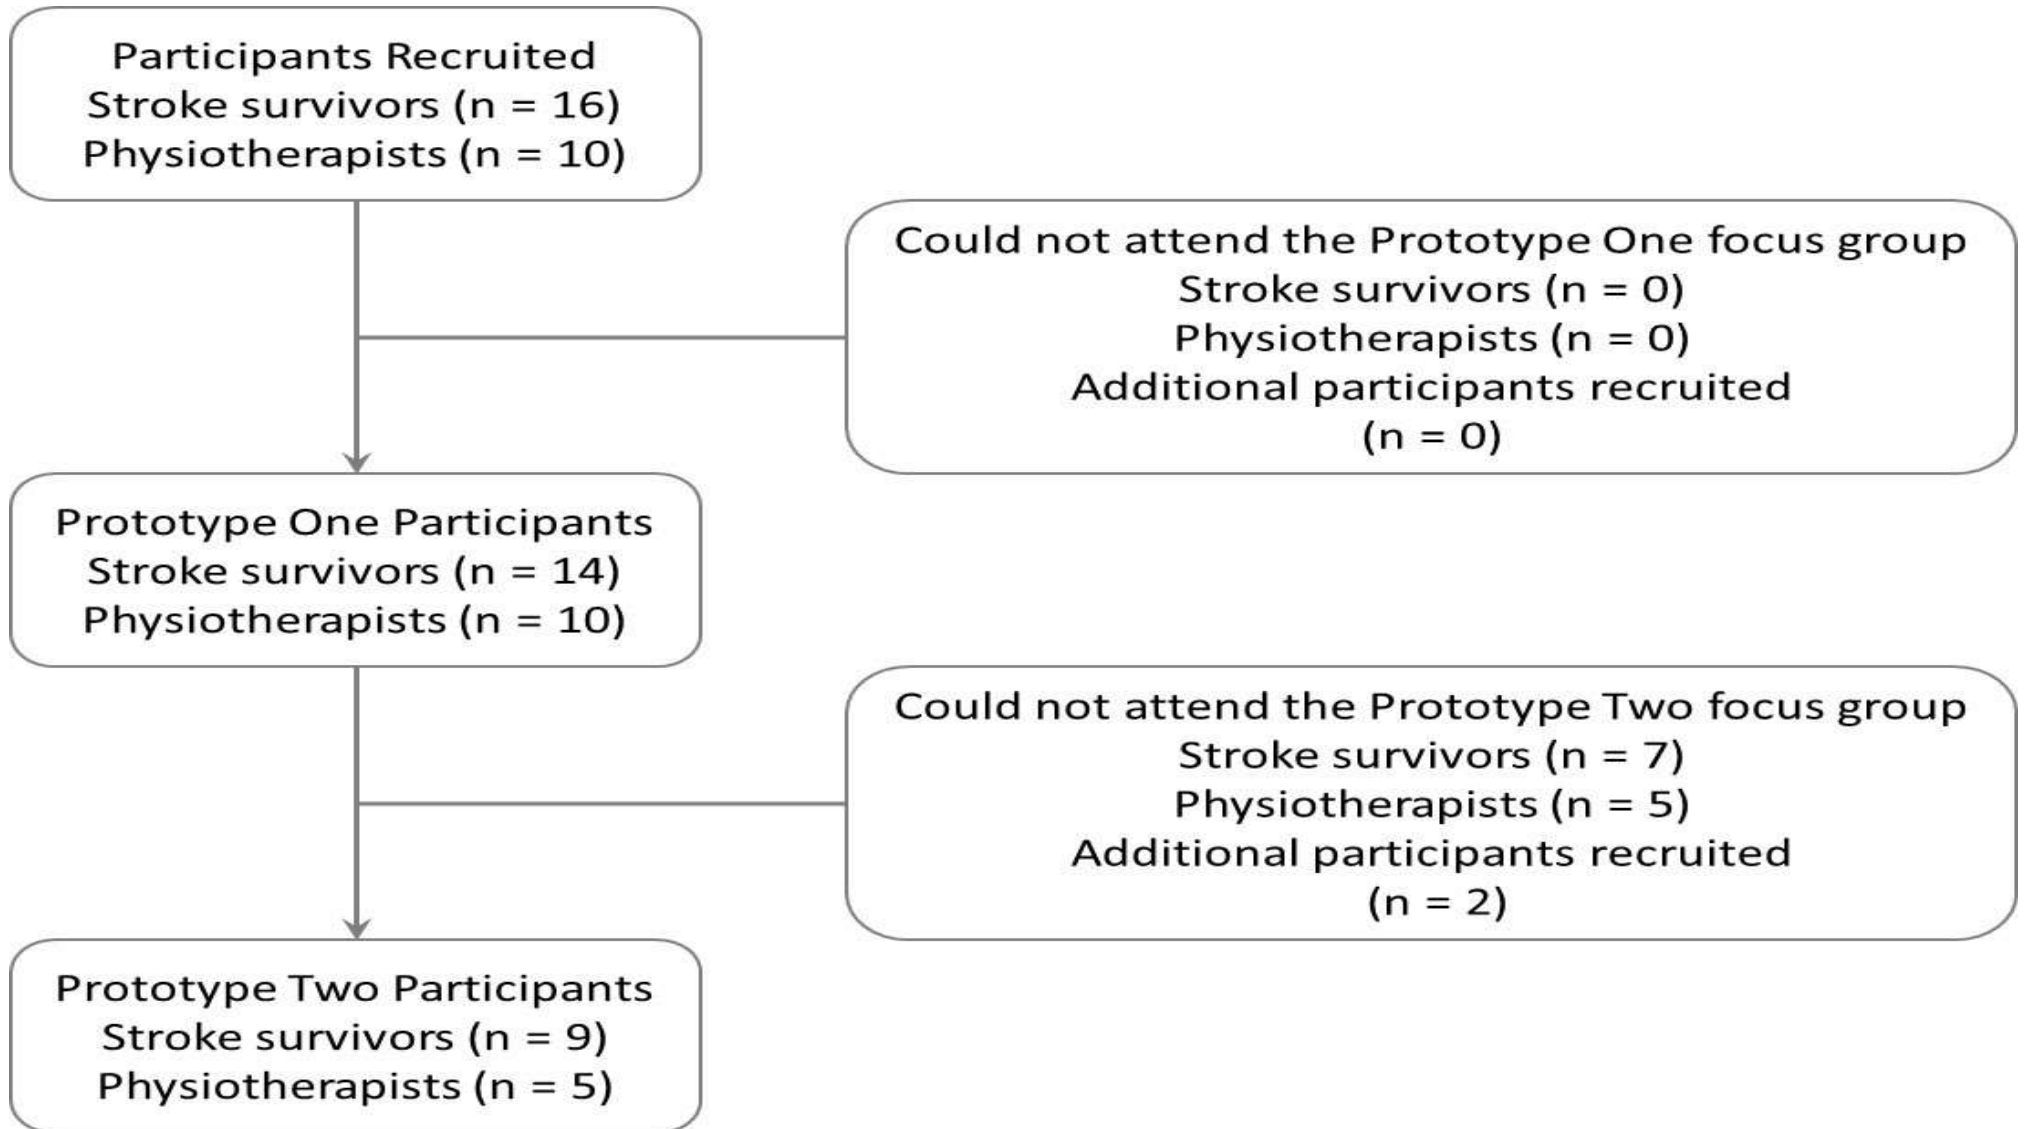 Participants Recruited
Stroke survivors (n = 16)
Physiotherapists (n = 10)
Could not attend the Prototype One focus group
Stroke survivors (n = 0)
Physiotherapists (n = 0)
Additional participants recruited
(n = 0)
Prototype One Participants
Stroke survivors (n = 14)
Physiotherapists (n = 10)
Could not attend the Prototype Two focus group
Stroke survivors (n = 7)
Physiotherapists (n = 5)
Additional participants recruited
(n = 2)
Prototype Two Participants
Stroke survivors (n = 9)
Physiotherapists (n = 5)